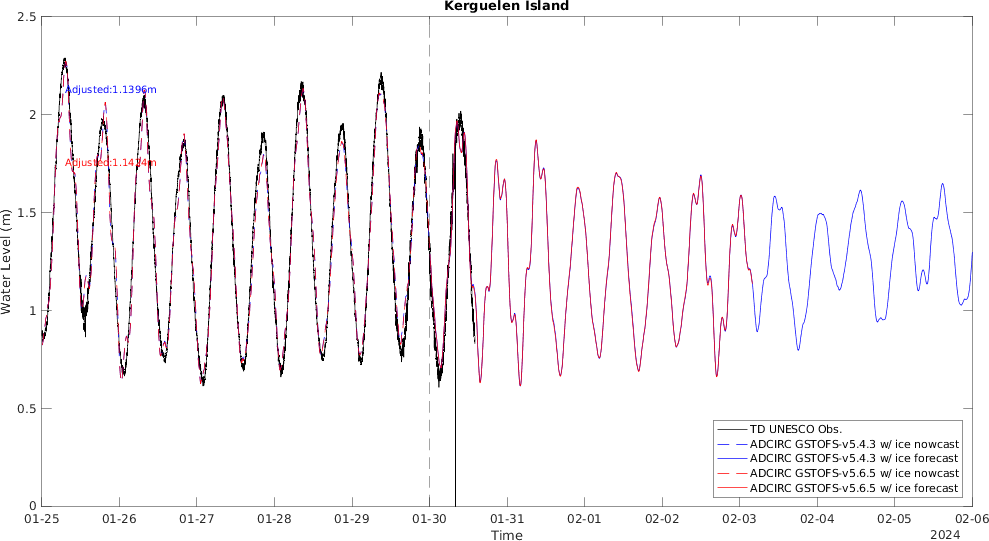 Kerguelen Island
2.5
2
1.5
1
0.5
0
Water Level (m)
Adjusted:1.1396m
Adjusted:1.1414m
TD UNESCO Obs.
ADCIRC GSTOFS-v5.4.3 w/ ice nowcast
ADCIRC GSTOFS-v5.4.3 w/ ice forecast
ADCIRC GSTOFS-v5.6.5 w/ ice nowcast
ADCIRC GSTOFS-v5.6.5 w/ ice forecast
01-25 01-26 01-27 01-28 01-29 01-30 01-31 02-01 02-02 02-03 02-04 02-05 02-06
Time
2024